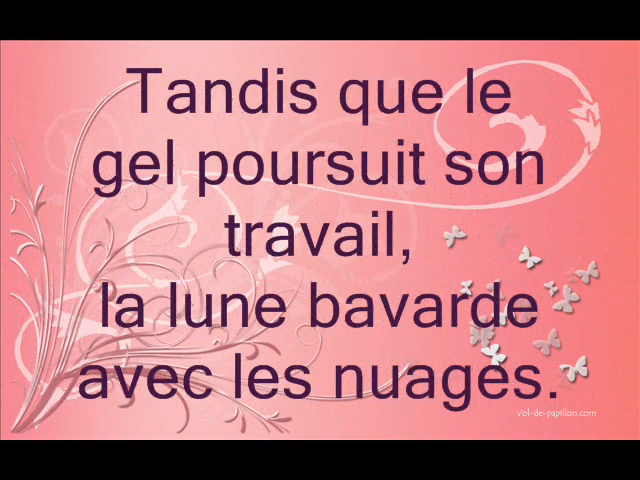 Tandis que le
gel poursuit son
travail,
la lune bavarde
avec les nuages.
vol-de-papillon.com